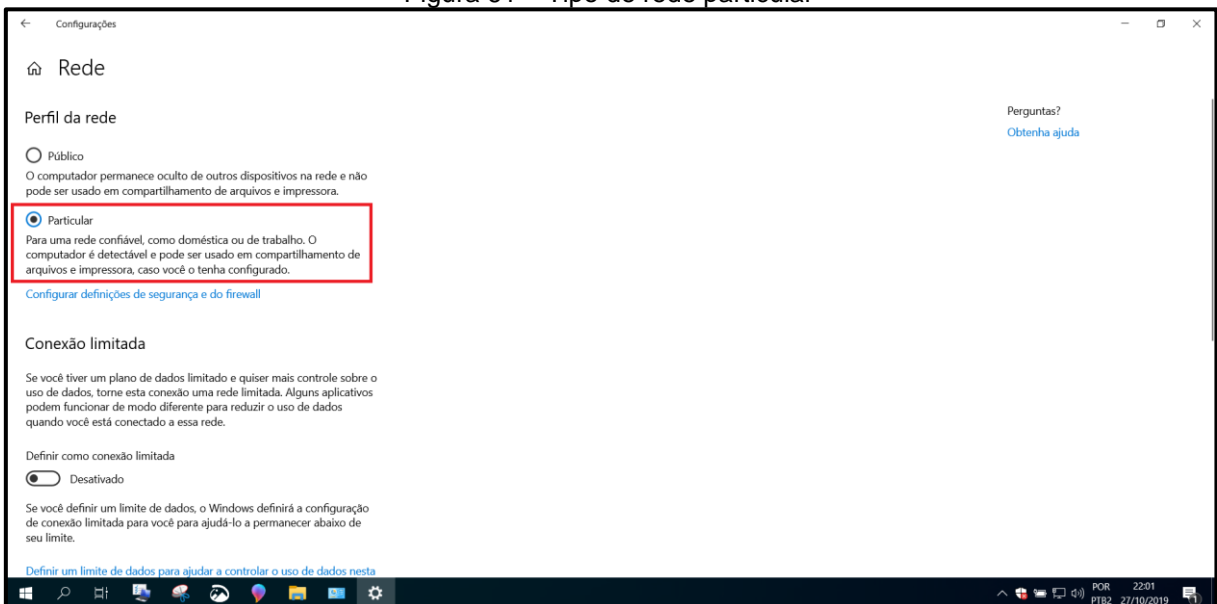 Configurações
Rede
Perfil da rede
Público
O computador permanece oculto de outros dispositivos na rede e não
pode ser usado em compartilhamento de arquivos e impressora.
Particular
Para uma rede confiável, como doméstica ou de trabalho. O
computador é detectável e pode ser usado em compartilhamento de
arquivos e impressora, caso você o tenha configurado.
Configurar definições de segurança e do firewall
Conexão limitada
Se você tiver um plano de dados limitado e quiser mais controle sobre o
uso de dados, torne esta conexão uma rede limitada. Alguns aplicativos
podem funcionar de modo diferente para reduzir o uso de dados
quando você está conectado a essa rede.
Definir como conexão limitada
Desativado
Se você definir um limite de dados, o Windows definirá a configuração
de conexão limitada para você para ajudá-lo a permanecer abaixo de
seu limite.
Definir um limite de dados para ajudar a controlar o uso de dados nesta
Perguntas?
Obtenha ajuda
POR 22:01
PTB2 27/10/2019